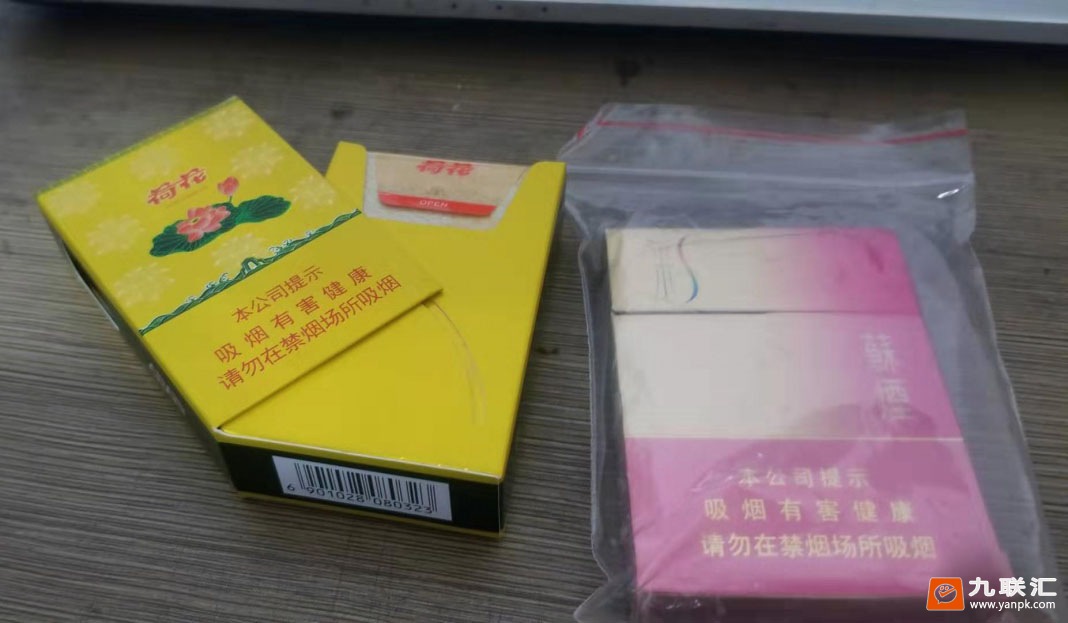 荷花
本公司提示
吸烟有害健康
请勿在禁烟场所吸烟
荷花
OPEN
6 901028 080323
蘇煙
本公司提示
吸烟有害健康
请勿在禁烟场所吸烟
九联汇
www.yanpk.com